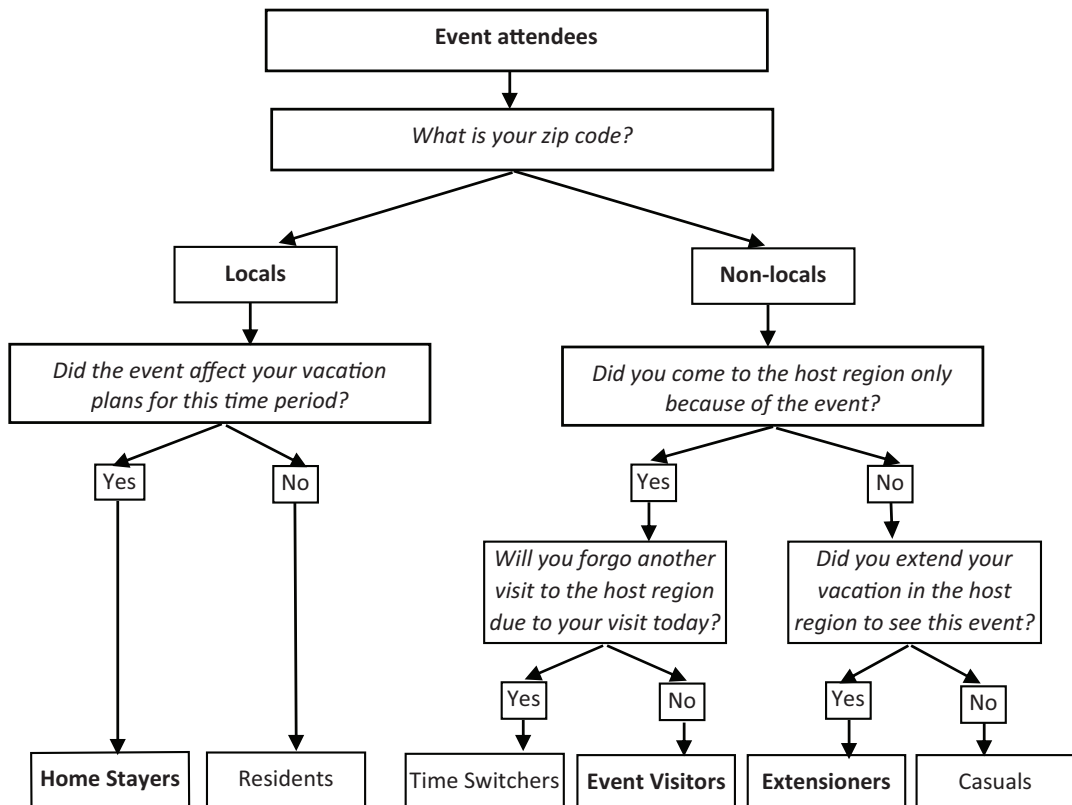 Event attendees
What is your zip code?
Locals
Non-locals
Did the event affect your vacation
plans for this time period?
Did you come to the host region only
because of the event?
Yes
No
Yes
No
Will you forgo another
visit to the host region
due to your visit today?
Did you extend your
vacation in the host
region to see this event?
Yes
No
Yes
No
Home Stayers
Residents
Time Switchers
Event Visitors
Extensioners
Casuals